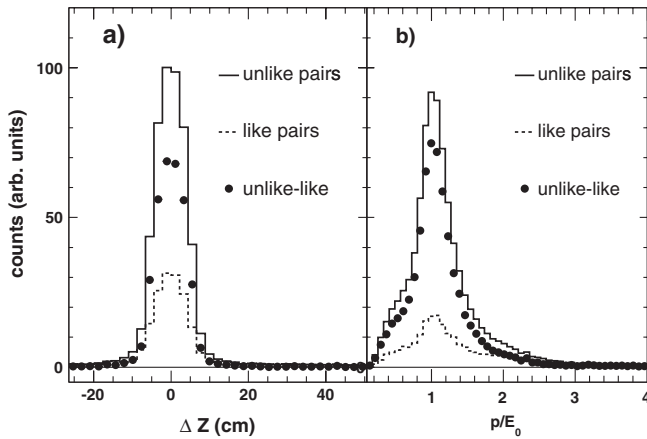 a)
b)
unlike pairs
like pairs
unlike-like
unlike pairs
like pairs
unlike-like
counts (arb. units)
100
50
0
-20 0 20 40 0 1 2 3 4
Δ Z (cm)
p/E0